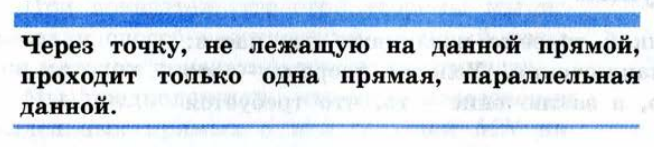 Через точку, не лежащую на данной прямой,
проходит только одна прямая, параллельная
данной.